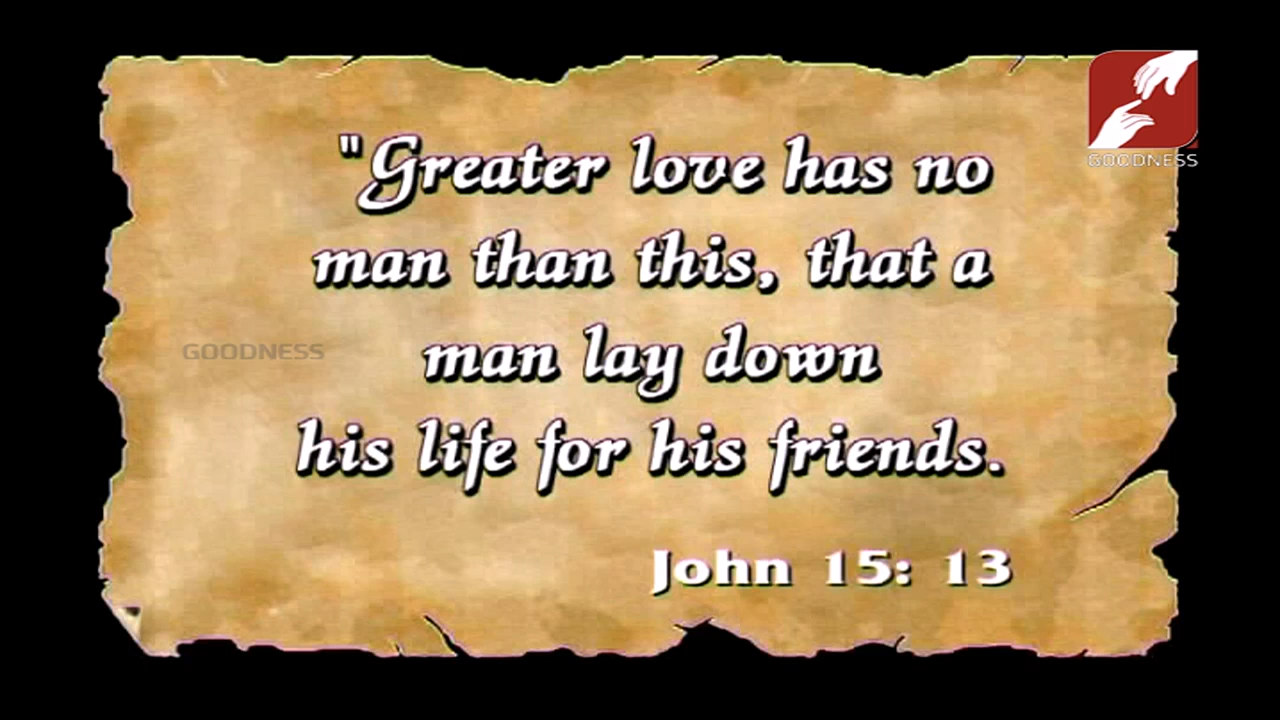 "Greater love has no
man than this, that a
man lay down
his life for his friends.
John 15: 13
GOODNESS
GOODNESS